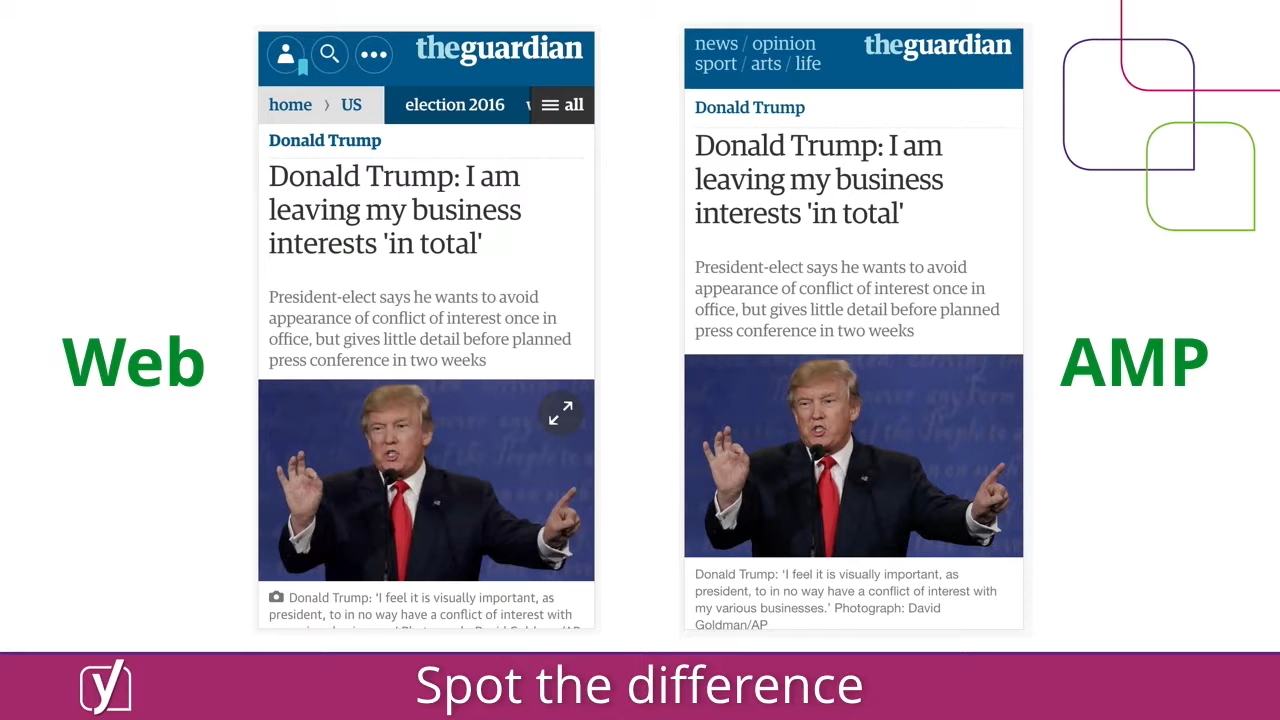 theguardian
home > US election 2016 all
Donald Trump
Donald Trump: I am
leaving my business
interests 'in total'
President-elect says he wants to avoid
appearance of conflict of interest once in
office, but gives little detail before planned
press conference in two weeks
Donald Trump: ‘I feel it is visually important, as
president, to in no way have a conflict of interest with
Web
news / opinion
sport / arts / life
theguardian
Donald Trump
Donald Trump: I am
leaving my business
interests 'in total'
President-elect says he wants to avoid
appearance of conflict of interest once in
office, but gives little detail before planned
press conference in two weeks
Donald Trump: ‘I feel it is visually important, as
president, to in no way have a conflict of interest with
my various businesses.’ Photograph: David
Goldman/AP
AMP
y
Spot the difference